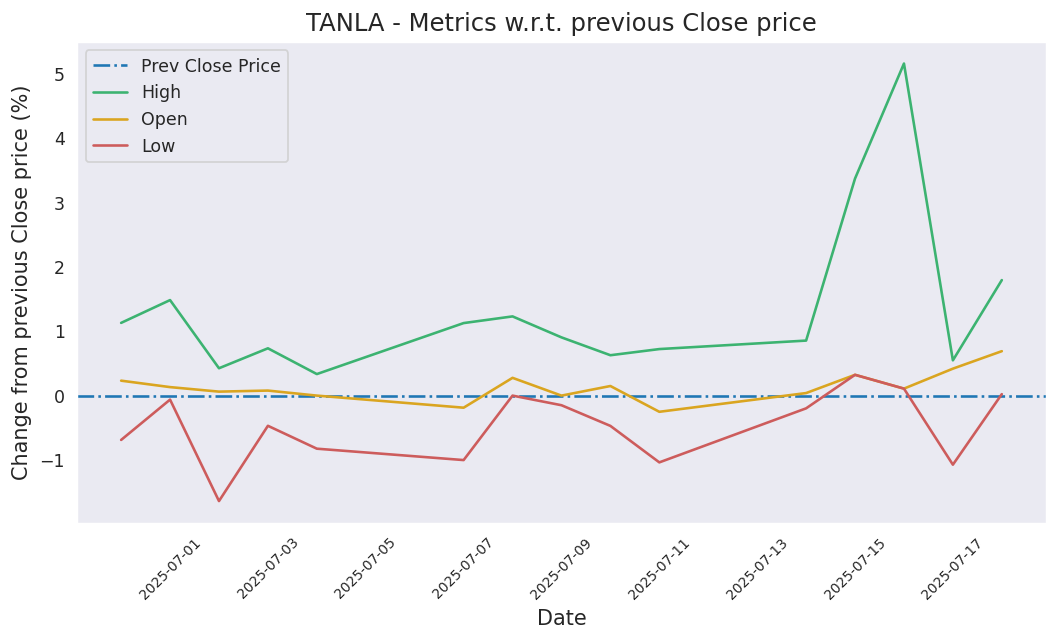 TANLA - Metrics w.r.t. previous Close price
Prev Close Price
High
Open
Low
Change from previous Close price (%)
5
4
3
2
1
0
−1
2025-07-01
2025-07-03
2025-07-05
2025-07-07
2025-07-09
2025-07-11
2025-07-13
2025-07-15
2025-07-17
Date